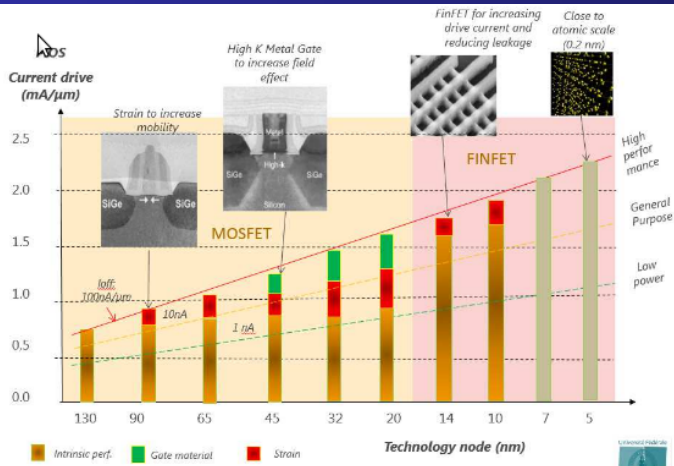 Current drive
(mA/µm)
High K Metal Gate
to increase field
effect
FinFET for increasing
drive current and
reducing leakage
Close to
atomic scale
(0.2 nm)
Strain to increase
mobility
SiGe
SiGe
Metal
High-k
SiGe
SiGe
Silicon
MOSFET
FINFET
High
perfor
mance
General
Purpose
Low
power
Ioff:
100nA/µm
10nA
1 nA
2.5
2.0
1.5
1.0
0.5
0.0
130
90
65
45
32
20
14
10
7
5
Intrinsic perf.
Gate material
Strain
Technology node (nm)